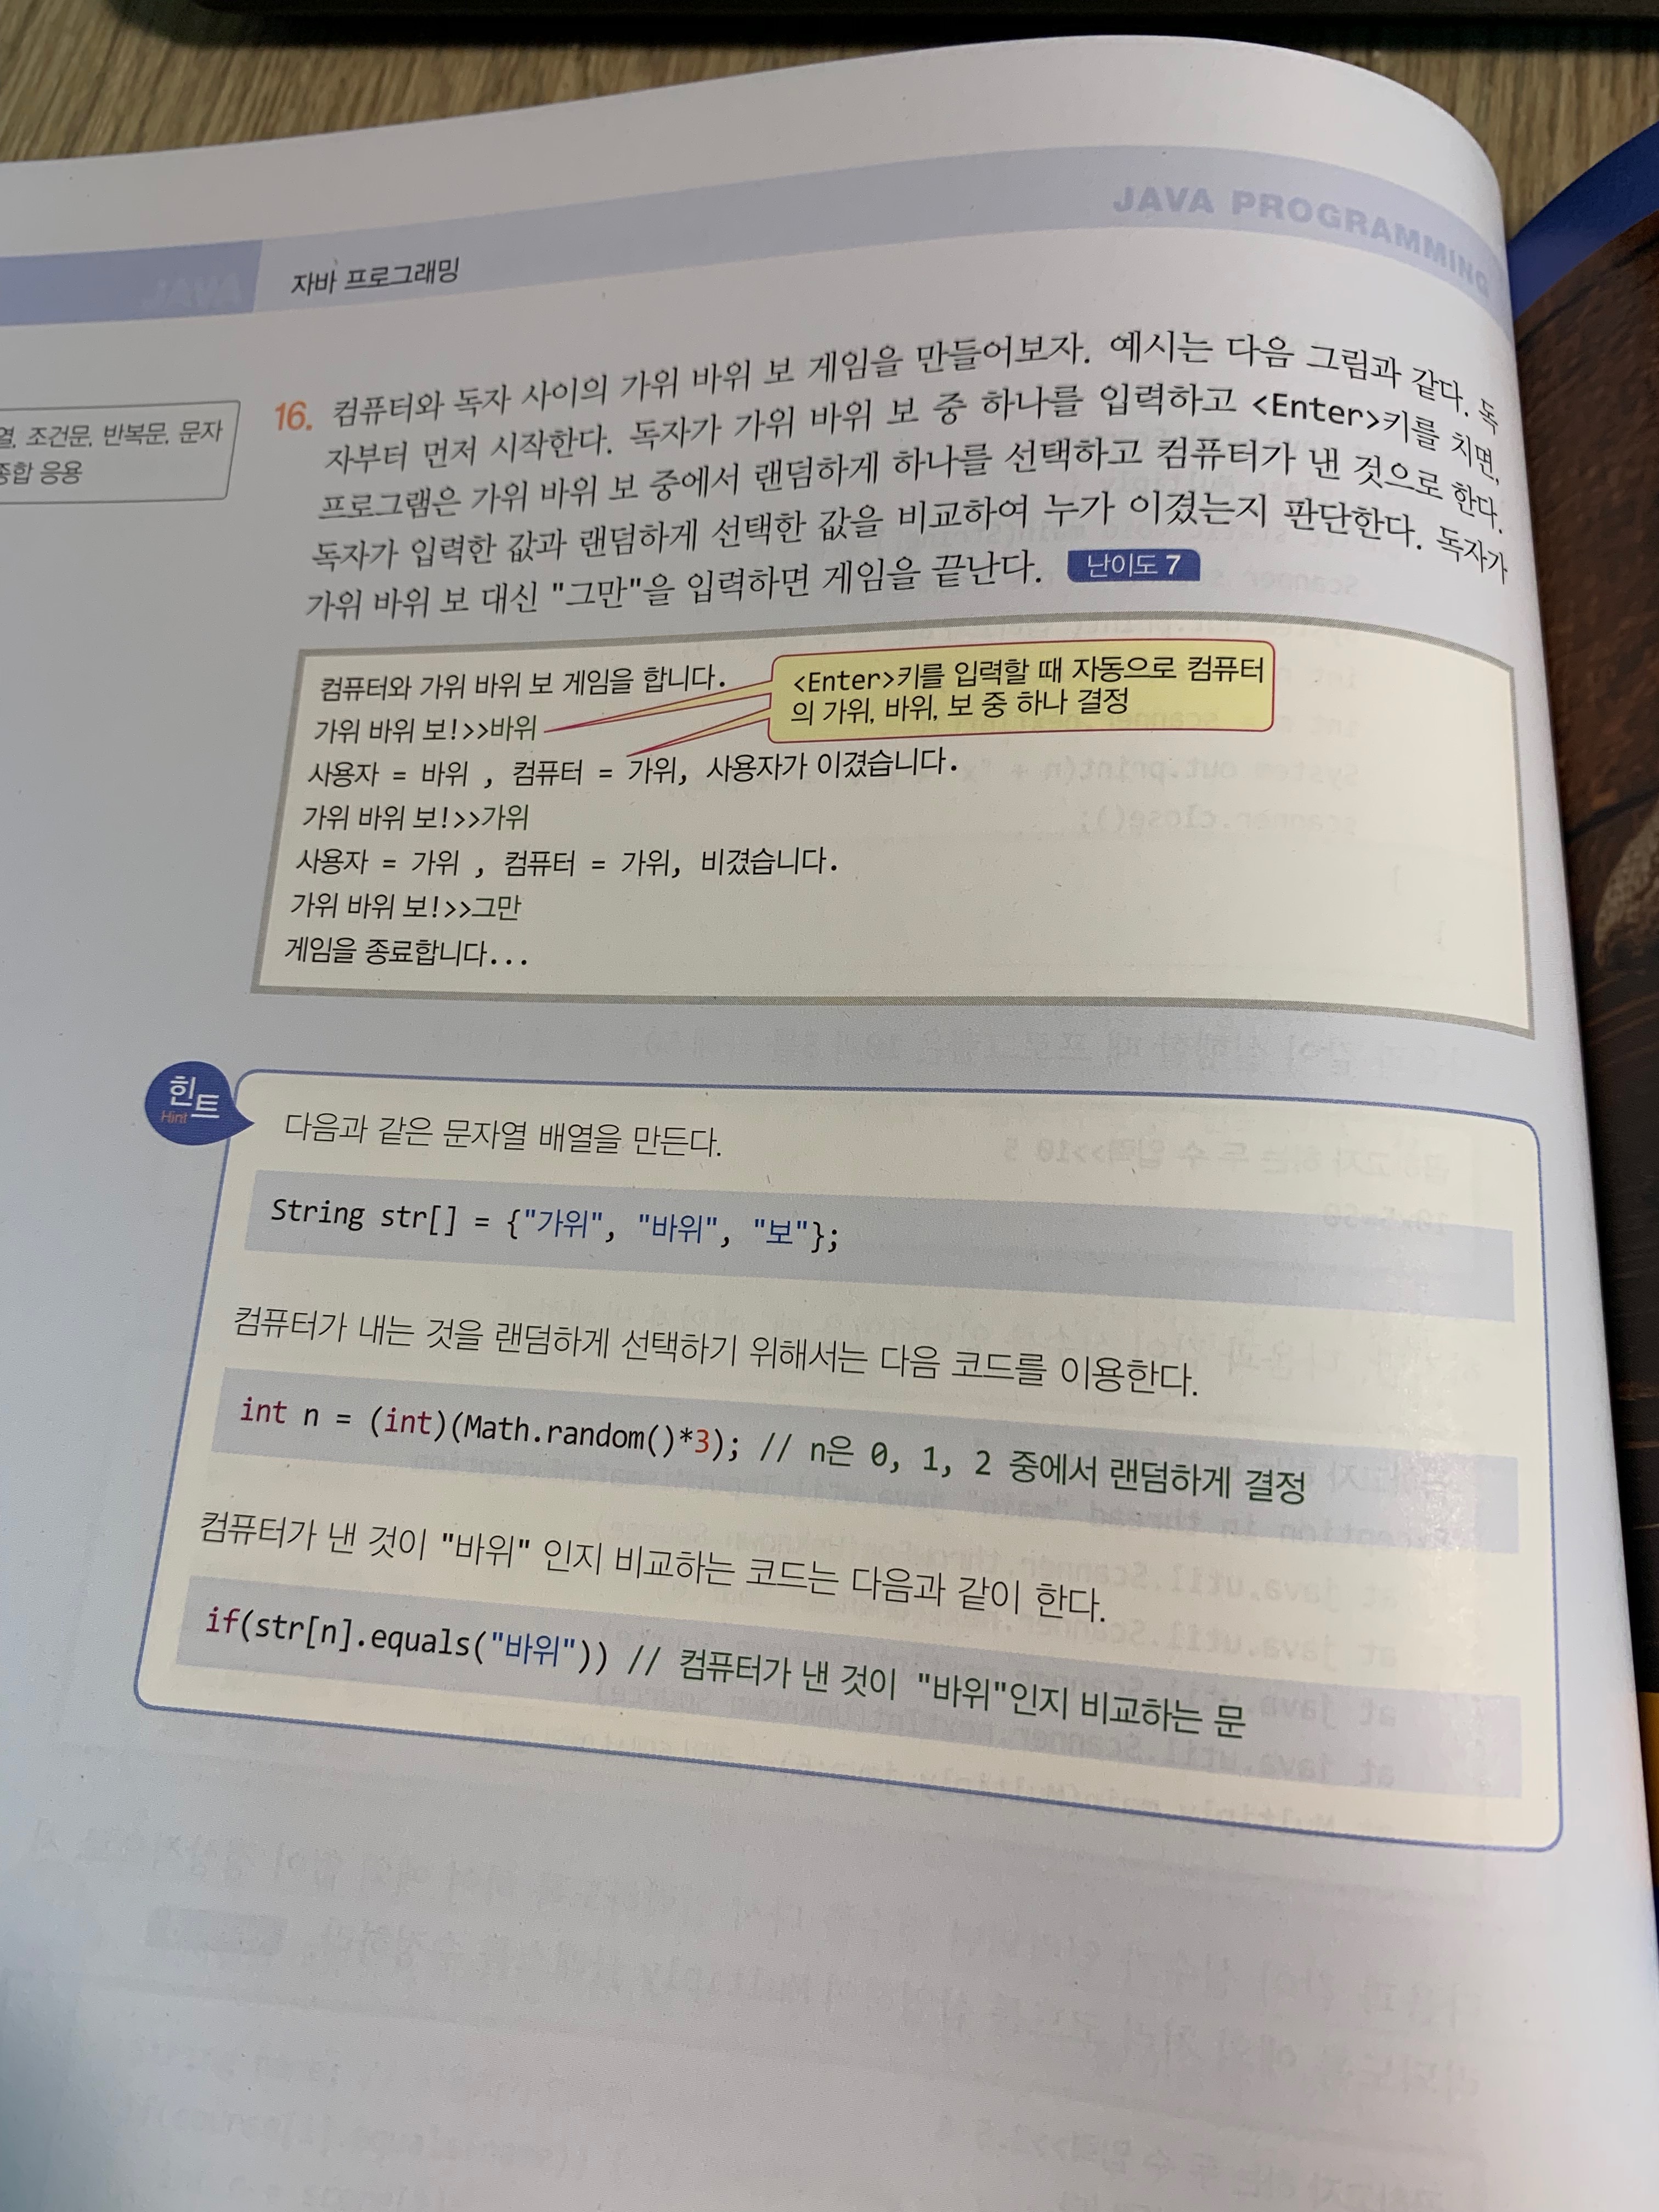 JAVA PROGRAMMING
자바 프로그래밍
열, 조건문, 반복문, 문자
종합 응용
16. 컴퓨터와 독자 사이의 가위 바위 보 게임을 만들어보자. 예시는 다음 그림과 같다. 독
자부터 먼저 시작한다. 독자가 가위 바위 보 중 하나를 입력하고 <Enter>키를 치면,
프로그램은 가위 바위 보 중에서 랜덤하게 하나를 선택하고 컴퓨터가 낸 것으로 한다.
독자가 입력한 값과 랜덤하게 선택한 값을 비교하여 누가 이겼는지 판단한다. 독자가
가위 바위 보 대신 "그만"을 입력하면 게임을 끝난다. 난이도 7
컴퓨터와 가위 바위 보 게임을 합니다.
<Enter>키를 입력할 때 자동으로 컴퓨터
의 가위, 바위, 보 중 하나 결정
가위 바위 보!>>바위
사용자 = 바위 , 컴퓨터 = 가위, 사용자가 이겼습니다.
가위 바위 보!>>가위
사용자 = 가위 , 컴퓨터 = 가위, 비겼습니다.
가위 바위 보!>>그만
게임을 종료합니다...
힌트
Hint
다음과 같은 문자열 배열을 만든다.
String str[] = {"가위", "바위", "보"};
컴퓨터가 내는 것을 랜덤하게 선택하기 위해서는 다음 코드를 이용한다.
int n = (int)(Math.random()*3); // n은 0, 1, 2 중에서 랜덤하게 결정
컴퓨터가 낸 것이 "바위" 인지 비교하는 코드는 다음과 같이 한다.
if(str[n].equals("바위")) // 컴퓨터가 낸 것이 "바위"인지 비교하는 문